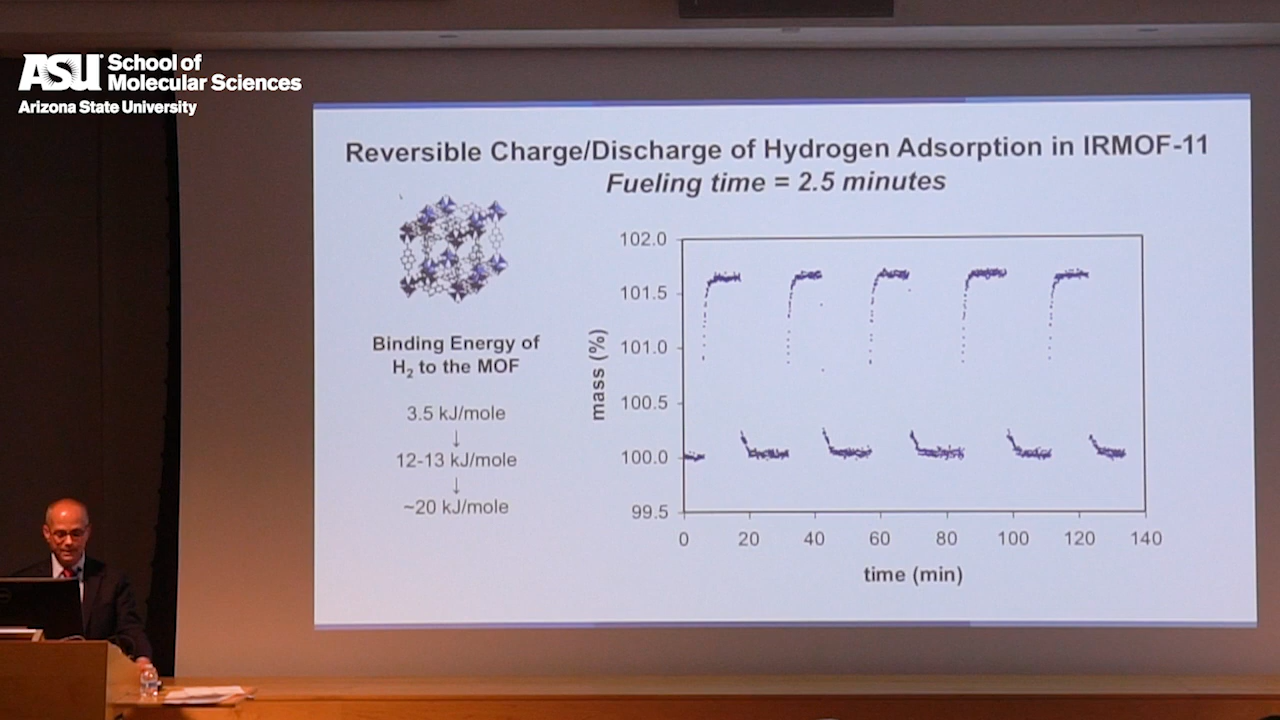 ASU School of
Molecular Sciences
Arizona State University
Reversible Charge/Discharge of Hydrogen Adsorption in IRMOF-11
Fueling time = 2.5 minutes
Binding Energy of
H₂ to the MOF
3.5 kJ/mole
↓
12-13 kJ/mole
↓
~20 kJ/mole
mass (%)
102.0
101.5
101.0
100.5
100.0
99.5
0 20 40 60 80 100 120 140
time (min)